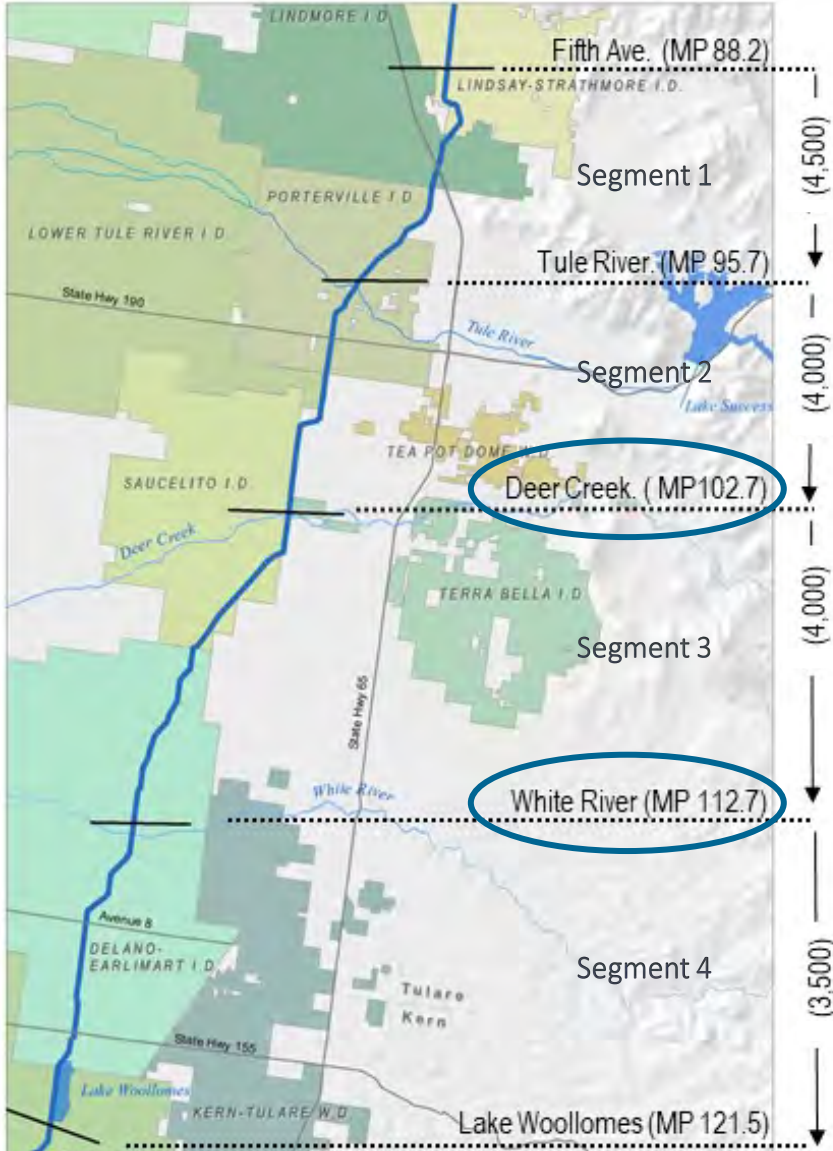 LINDMORE I D
Fifth Ave. (MP 88.2)
LINDSAY-STRATHMORE I.D.
(4,500)
Segment 1
PORTERVILLE I D
LOWER TULE RIVER I D
Tule River. (MP 95.7)
State Hwy 190
Tule River
Segment 2
(4,000)
Lake Success
TEA POT DOME W.D.
SAUCELITO I.D.
Deer Creek. ( MP102.7)
Deer Creek
TERRA BELLA I.D
(4,000)
Segment 3
State Hwy 65
White River
White River (MP 112.7)
Avenue 8
DELANO-
EARLIMART I D
Segment 4
Tulare
Kern
(3,500)
State Hwy 155
Lake Woollomes
KERN-TULARE W.D.
Lake Woollomes (MP 121.5)